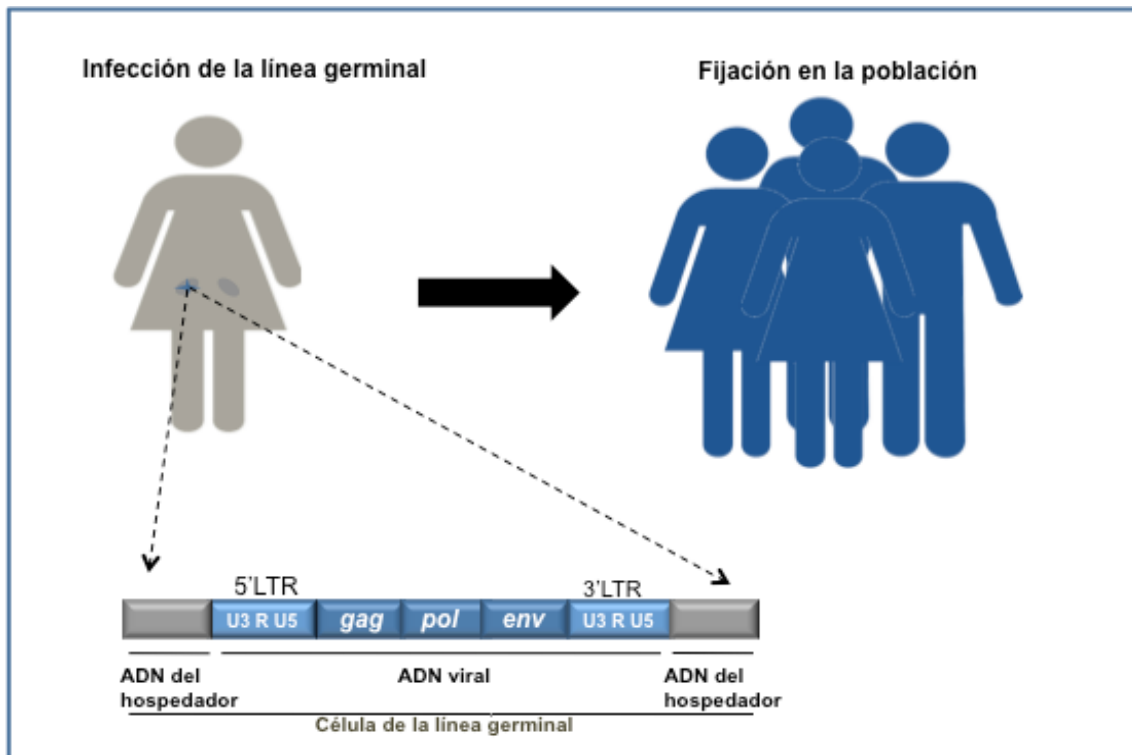 Infección de la línea germinal
Fijación en la población
5'LTR
3'LTR
U3 R U5
gag
pol
env
U3 R U5
ADN del
hospedador
ADN viral
ADN del
hospedador
Célula de la línea germinal